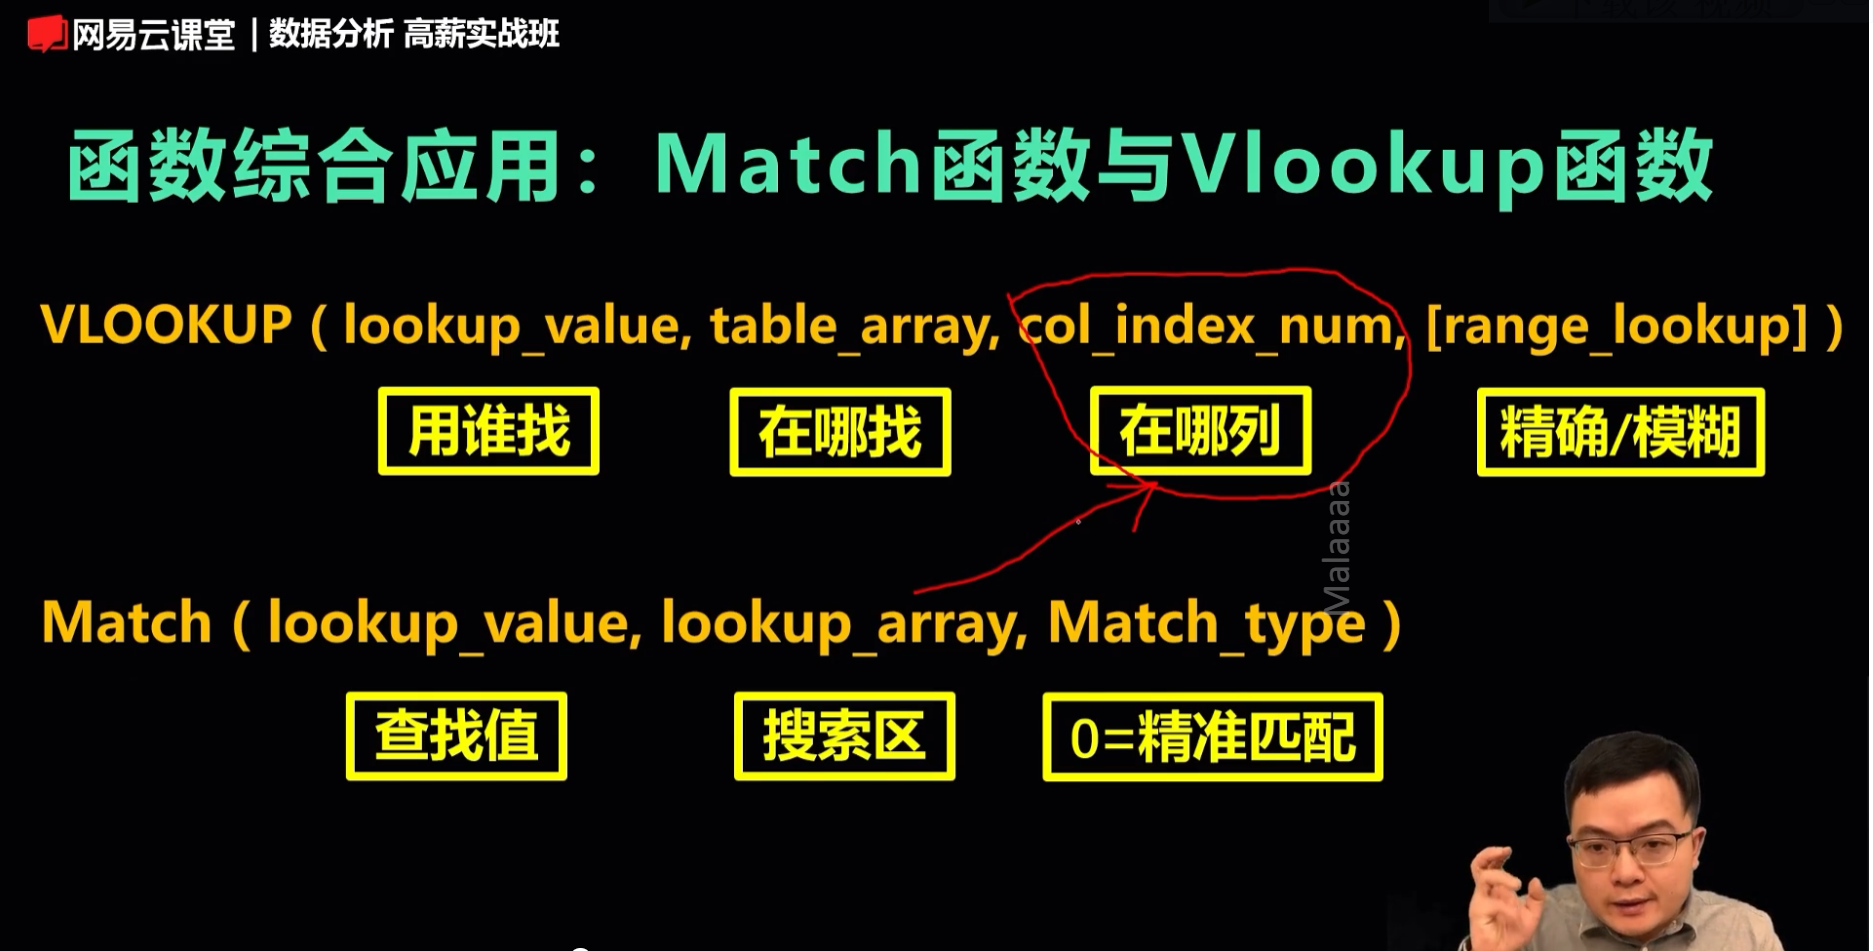 网易云课堂 | 数据分析 高薪实战班
函数综合应用：Match函数与Vlookup函数
VLOOKUP ( lookup_value, table_array, col_index_num, [range_lookup] )
用谁找 在哪找 在哪列 精确/模糊
Malaaaa
Match ( lookup_value, lookup_array, Match_type )
查找值 搜索区 0=精准匹配